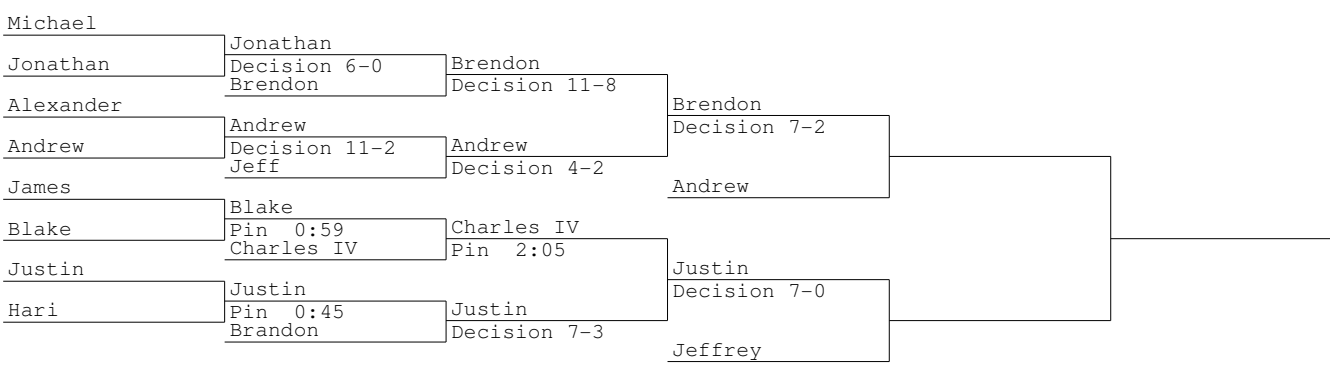 Michael
Jonathan
Jonathan
Decision 6-0
Brendon
Brendon
Decision 11-8
Alexander
Andrew
Andrew
Decision 11-2
Jeff
Andrew
Decision 4-2
Brendon
Decision 7-2
Andrew
James
Blake
Blake
Pin 0:59
Charles IV
Charles IV
Pin 2:05
Justin
Hari
Justin
Pin 0:45
Brandon
Justin
Decision 7-3
Justin
Decision 7-0
Jeffrey